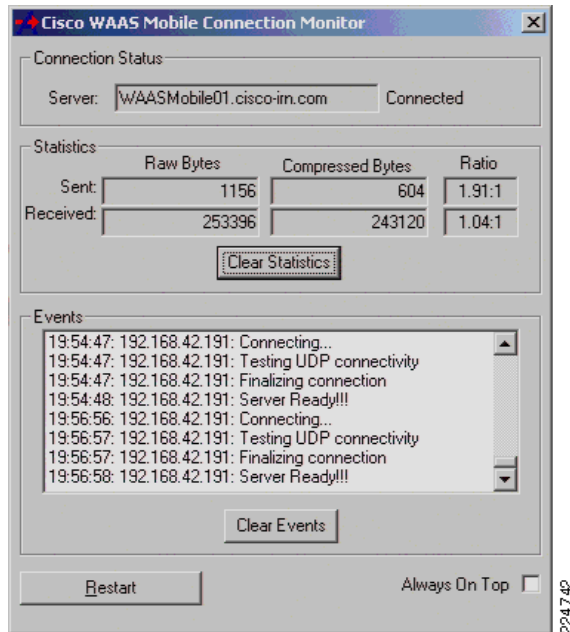 Cisco WAAS Mobile Connection Monitor
Connection Status
Server: WAASMobile01.cisco-irn.com Connected
Statistics
Raw Bytes Compressed Bytes Ratio
Sent: 1156 604 1.91:1
Received: 253396 243120 1.04:1
Clear Statistics
Events
19:54:47: 192.168.42.191: Connecting...
19:54:47: 192.168.42.191: Testing UDP connectivity
19:54:47: 192.168.42.191: Finalizing connection
19:54:48: 192.168.42.191: Server Ready!!!
19:56:56: 192.168.42.191: Connecting...
19:56:57: 192.168.42.191: Testing UDP connectivity
19:56:57: 192.168.42.191: Finalizing connection
19:56:58: 192.168.42.191: Server Ready!!!
Clear Events
Restart Always On Top
224742